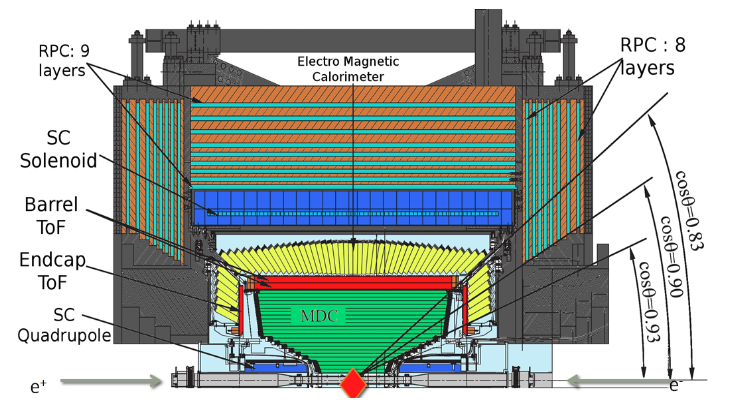 RPC: 9
layers
Electro Magnetic
Calorimeter
RPC : 8
layers
SC
Solenoid
Barrel
ToF
Endcap
ToF
SC
Quadrupole
MDC
cosθ=0.83
cosθ=0.90
cosθ=0.93
e⁺
e⁻